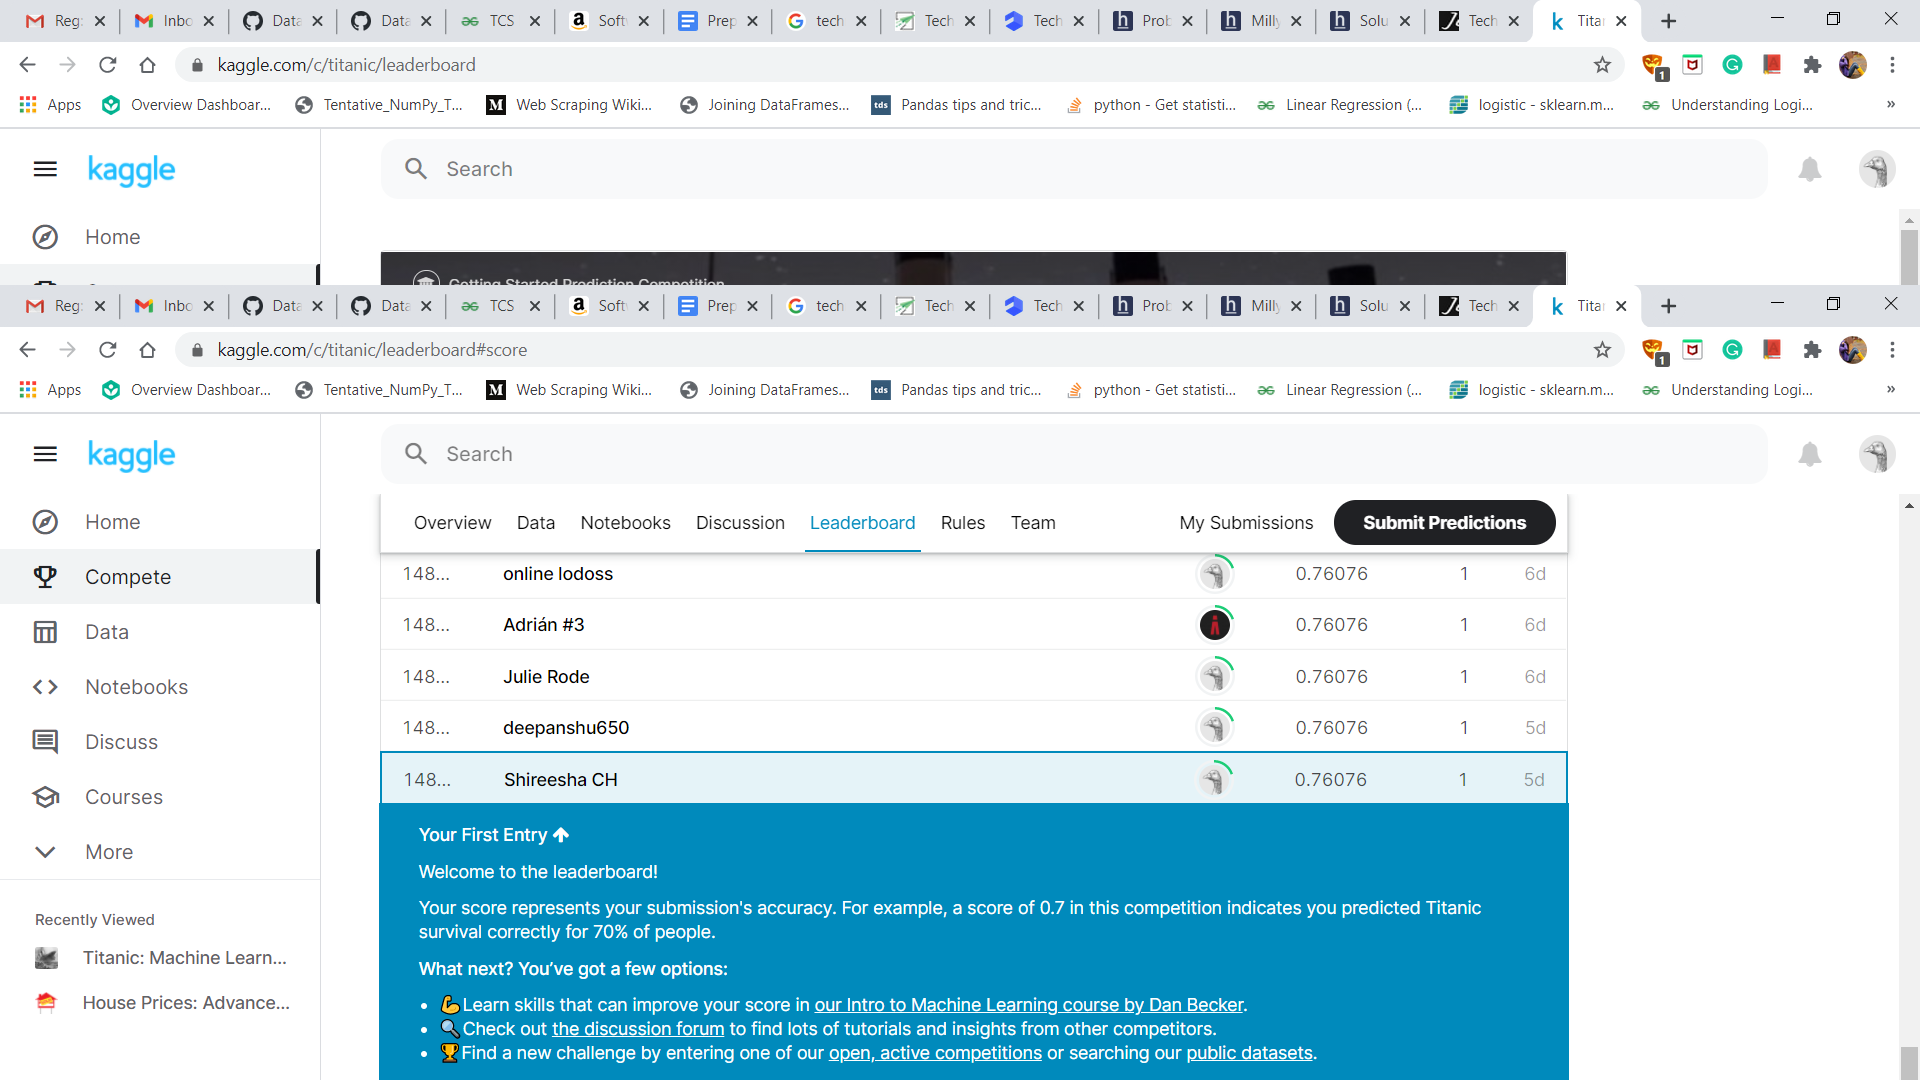 Reg: Inbo Data Data TCS Soft Prep tech Tech Tech Prob Milly Solu Tech Titar
kaggle.com/c/titanic/leaderboard
1
Apps Overview Dashboar... Tentative_NumPy_T... Web Scraping Wiki... Joining DataFrames... tds Pandas tips and tric... python - Get statisti... Linear Regression (... logistic - sklearn.m... Understanding Logi... »
kaggle Search
Home
Getting Started Prediction Competition
Reg: Inbo Data Data TCS Soft Prep tech Tech Tech Prob Milly Solu Tech Titar
kaggle.com/c/titanic/leaderboard#score
1
Apps Overview Dashboar... Tentative_NumPy_T... Web Scraping Wiki... Joining DataFrames... tds Pandas tips and tric... python - Get statisti... Linear Regression (... logistic - sklearn.m... Understanding Logi... »
kaggle Search
Home
Compete
Data
Notebooks
Discuss
Courses
More
Recently Viewed
Titanic: Machine Learn...
House Prices: Advance...
Overview Data Notebooks Discussion Leaderboard Rules Team My Submissions Submit Predictions
148... online lodoss 0.76076 1 6d
148... Adrián #3 0.76076 1 6d
148... Julie Rode 0.76076 1 6d
148... deepanshu650 0.76076 1 5d
148... Shireesha CH 0.76076 1 5d
Your First Entry ↑
Welcome to the leaderboard!
Your score represents your submission's accuracy. For example, a score of 0.7 in this competition indicates you predicted Titanic
survival correctly for 70% of people.
What next? You’ve got a few options:
• 💪Learn skills that can improve your score in our Intro to Machine Learning course by Dan Becker.
• 🔍Check out the discussion forum to find lots of tutorials and insights from other competitors.
• 🏆Find a new challenge by entering one of our open, active competitions or searching our public datasets.